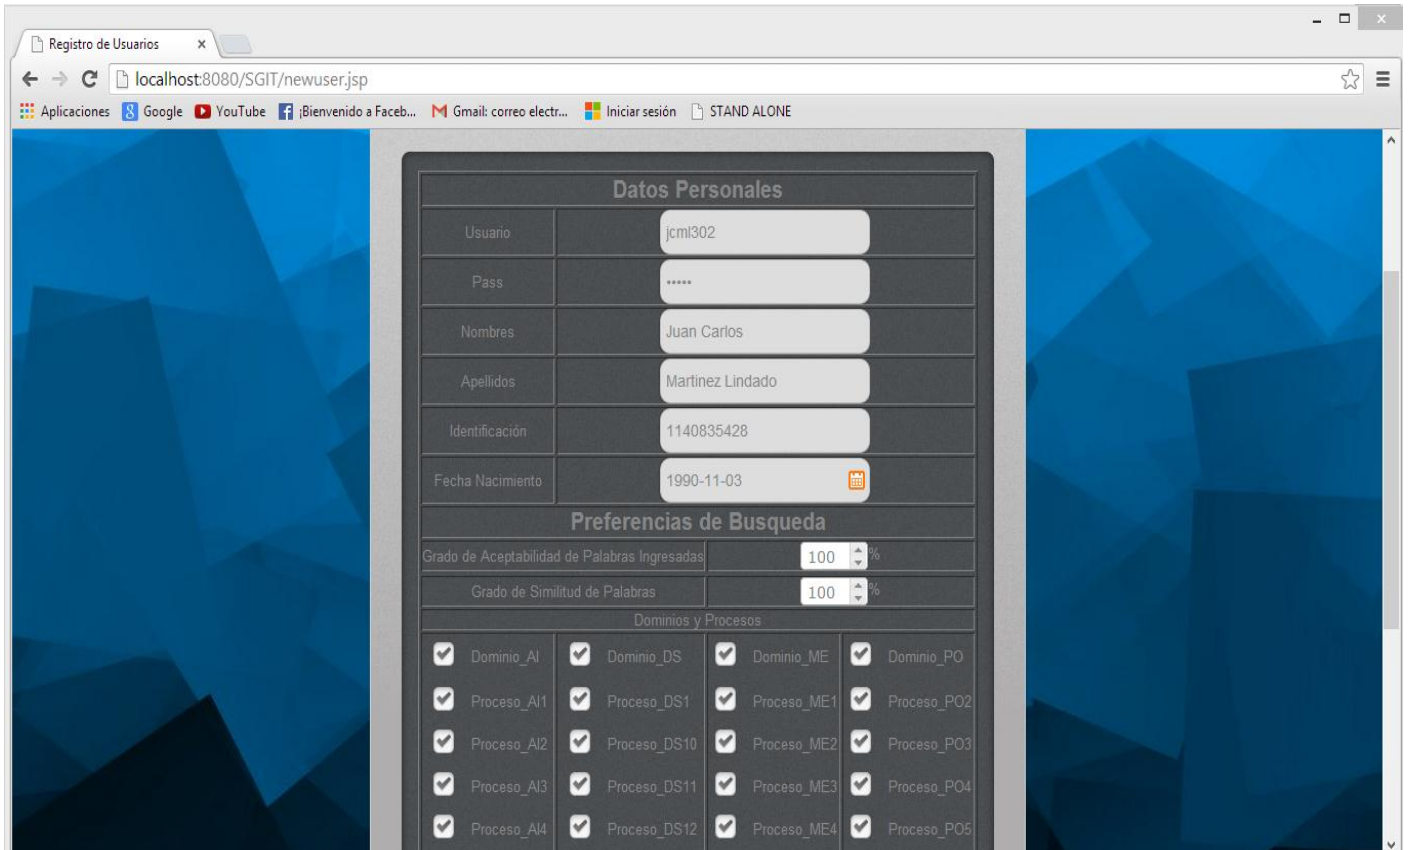 Registro de Usuarios
localhost:8080/SGIT/newuser.jsp
Aplicaciones Google YouTube ¡Bienvenido a Faceb... Gmail: correo electr... Iniciar sesión STAND ALONE
Datos Personales
Usuario jcml302
Pass •••••
Nombres Juan Carlos
Apellidos Martinez Lindado
Identificación 1140835428
Fecha Nacimiento 1990-11-03
Preferencias de Busqueda
Grado de Aceptabilidad de Palabras Ingresadas 100 %
Grado de Similitud de Palabras 100 %
Dominios y Procesos
Dominio_AI Dominio_DS Dominio_ME Dominio_PO
Proceso_AI1 Proceso_DS1 Proceso_ME1 Proceso_PO2
Proceso_AI2 Proceso_DS10 Proceso_ME2 Proceso_PO3
Proceso_AI3 Proceso_DS11 Proceso_ME3 Proceso_PO4
Proceso_AI4 Proceso_DS12 Proceso_ME4 Proceso_PO5